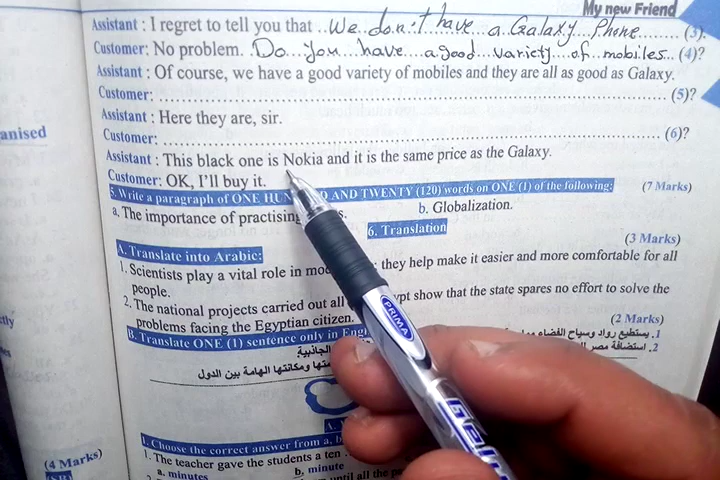 My new Friend
Assistant : I regret to tell you that ..We don't have a Galaxy Phone..... (3).
Customer: No problem. .Do you have a good variety of mobiles... (4)?
Assistant : Of course, we have a good variety of mobiles and they are all as good as Galaxy.
Customer: ........................................ (5)?
Assistant : Here they are, sir.
Customer: ........................................ (6)?
Assistant : This black one is Nokia and it is the same price as the Galaxy.
Customer: OK, I'll buy it.
5. Write a paragraph of ONE HUN D AND TWENTY (120) words on ONE (1) of the following: (7 Marks)
a. The importance of practising s. b. Globalization.
6. Translation
A. Translate into Arabic: (3 Marks)
1. Scientists play a vital role in mo they help make it easier and more comfortable for all
people.
2. The national projects carried out all ypt show that the state spares no effort to solve the
problems facing the Egyptian citizen.
B. Translate ONE (1) sentence only in Eng (2 Marks)
1. يستطيع رواد وسياح الفضاء
الجاذبية.
2. استضافة مصر
ومكانتها الهامة بين الدول
A.
1. Choose the correct answer from a, b
(4 Marks)
1. The teacher gave the students a ten
a. minutes b. minute
anised
PRIMA